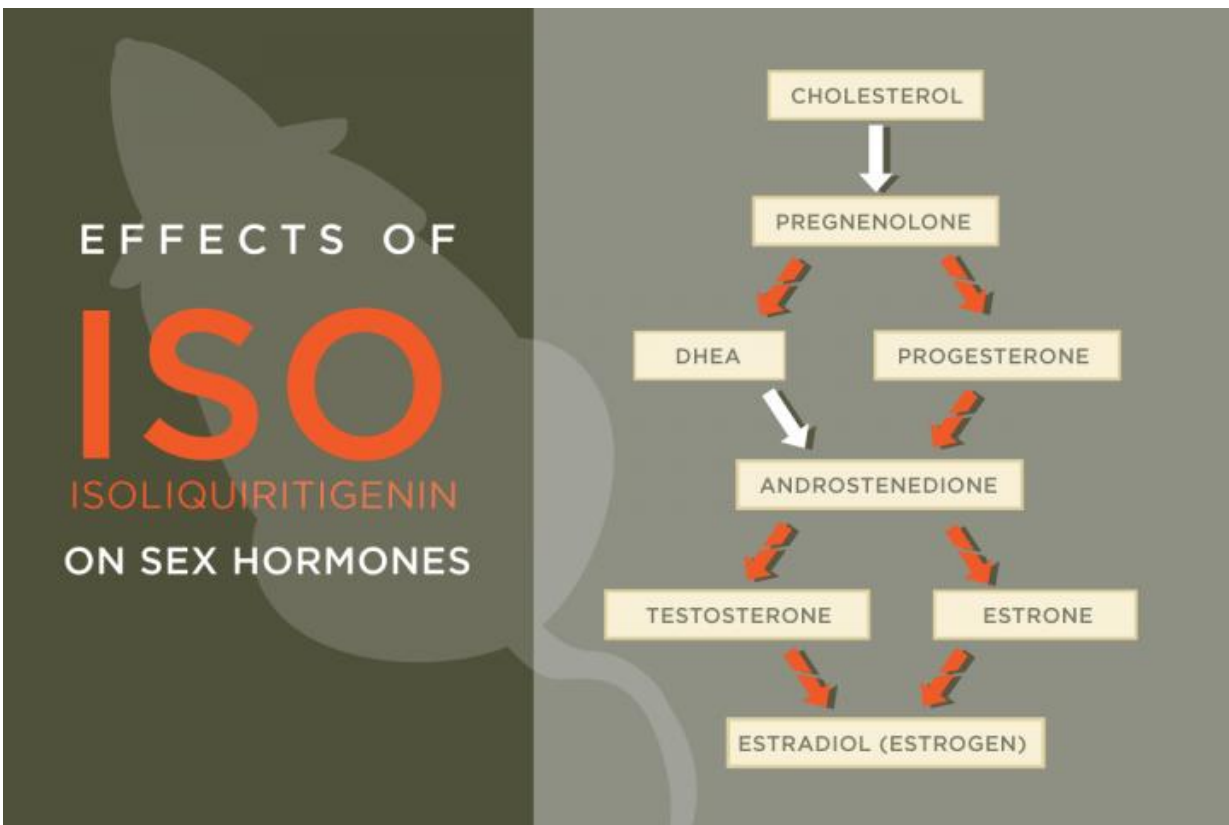 EFFECTS OF
ISO
ISOLIQUIRITIGENIN
ON SEX HORMONES
CHOLESTEROL
PREGNENOLONE
DHEA
PROGESTERONE
ANDROSTENEDIONE
TESTOSTERONE
ESTRONE
ESTRADIOL (ESTROGEN)